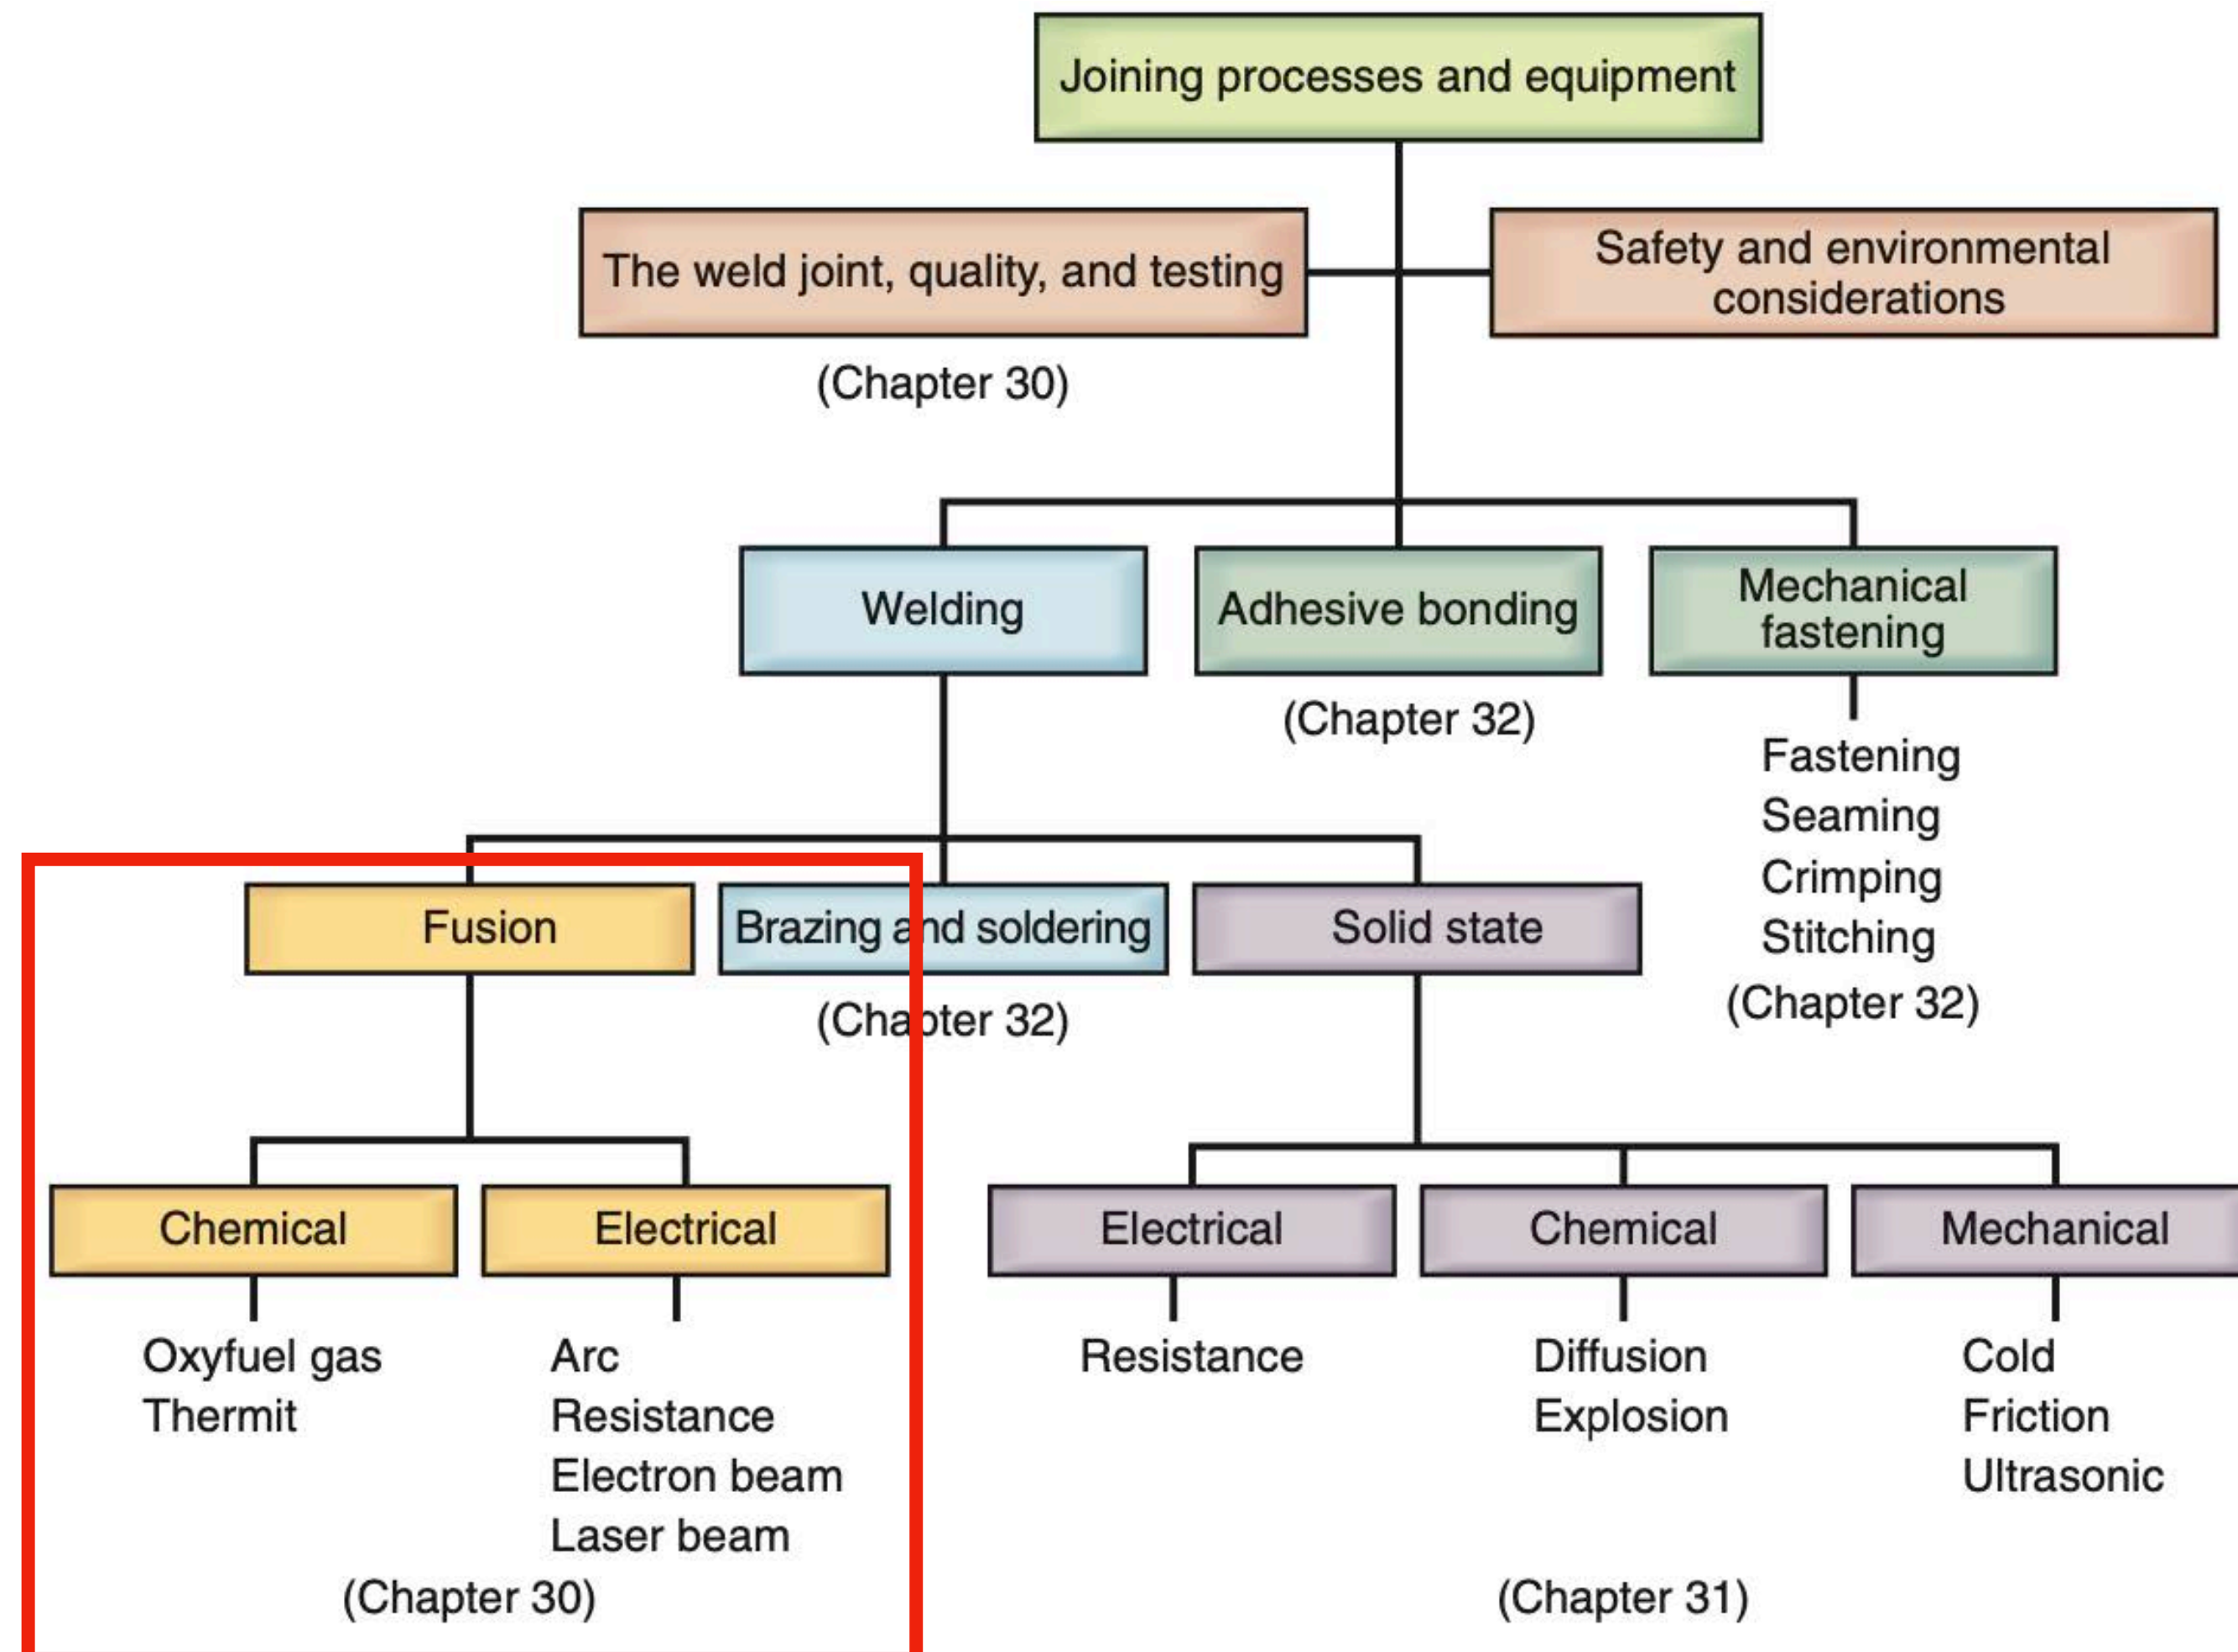 Joining processes and equipment
The weld joint, quality, and testing
Safety and environmental
considerations
(Chapter 30)
Welding
Adhesive bonding
Mechanical
fastening
(Chapter 32)
Fastening
Seaming
Crimping
Stitching
(Chapter 32)
Fusion
Brazing and soldering
Solid state
(Chapter 32)
Chemical
Electrical
Electrical
Chemical
Mechanical
Oxyfuel gas
Thermit
Arc
Resistance
Electron beam
Laser beam
(Chapter 30)
Resistance
Diffusion
Explosion
Cold
Friction
Ultrasonic
(Chapter 31)